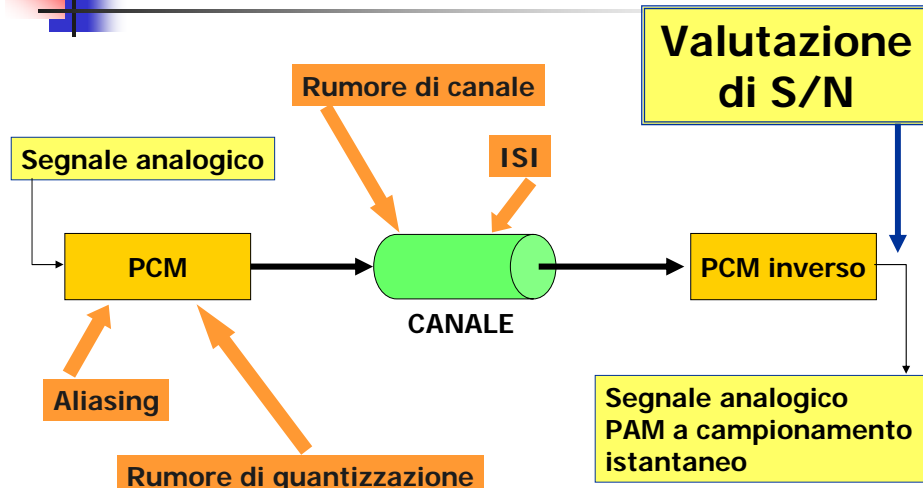 Valutazione
di S/N
Rumore di canale
ISI
Segnale analogico
PCM
CANALE
PCM inverso
Aliasing
Rumore di quantizzazione
Segnale analogico
PAM a campionamento
istantaneo